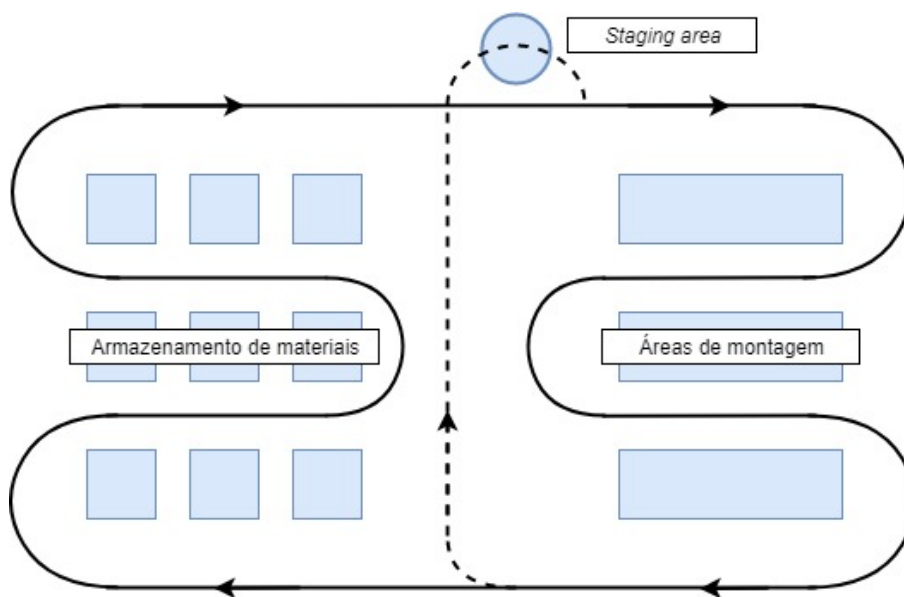 Staging area
Armazenamento de materiais
Áreas de montagem